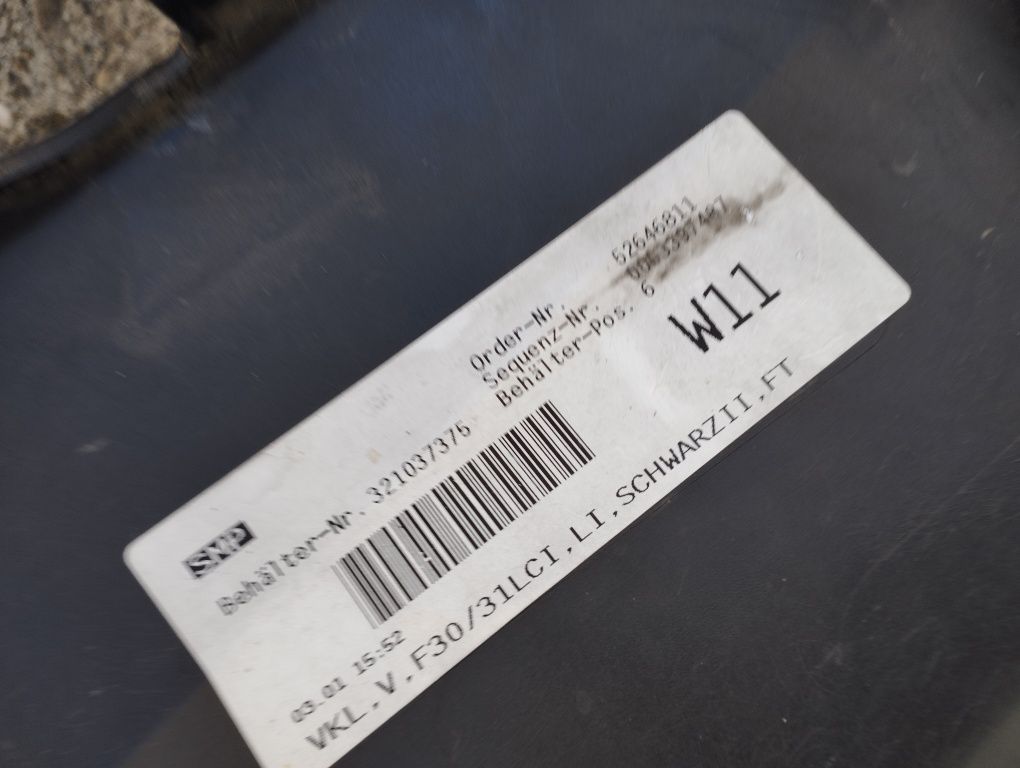 SMP
Order-Nr. 52646811
Sequenz-Nr.
Behälter-Pos. 6
Behälter-Nr. 321037375
W11
03.01 15:52
VKL,V,F30/31LCI,LI,SCHWARZII,FT